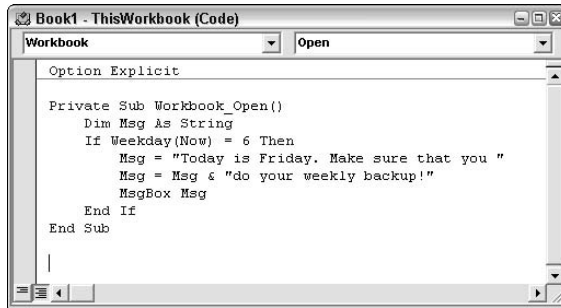 Book1 - ThisWorkbook (Code)
Workbook
Open
Option Explicit
Private Sub Workbook_Open()
    Dim Msg As String
    If Weekday(Now) = 6 Then
        Msg = "Today is Friday. Make sure that you "
        Msg = Msg & "do your weekly backup!"
        MsgBox Msg
    End If
End Sub